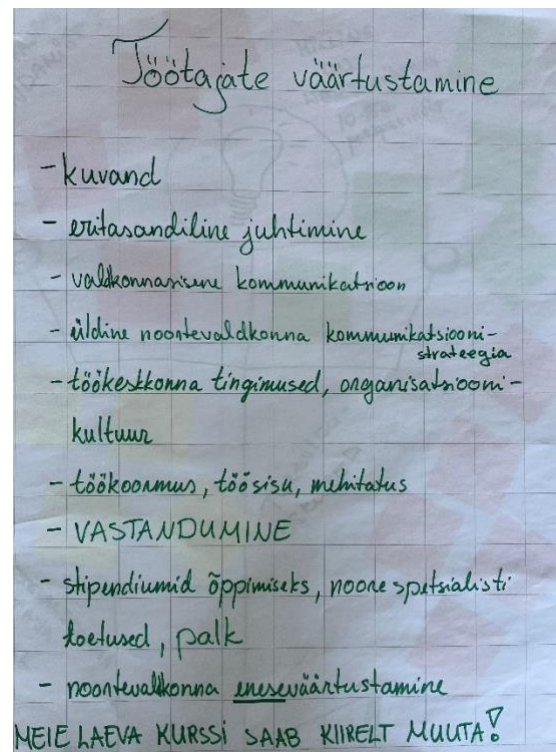 Töötajate väärtustamine
- kuvand
- eritasandiline juhtimine
- valdkonnasisene kommunikatsioon
- üldine noortevaldkonna kommunikatsiooni-
strateegia
- töökeskkonna tingimused, organisatsiooni-
kultuur
- töökoormus, töösisu, mehitatus
- VASTANDUMINE
- stipendiumid õppimiseks, noore spetsialisti
toetused, palk
- noortevaldkonna eneseväärtustamine
MEIE LAEVA KURSSI SAAB KIIRELT MUUTA!